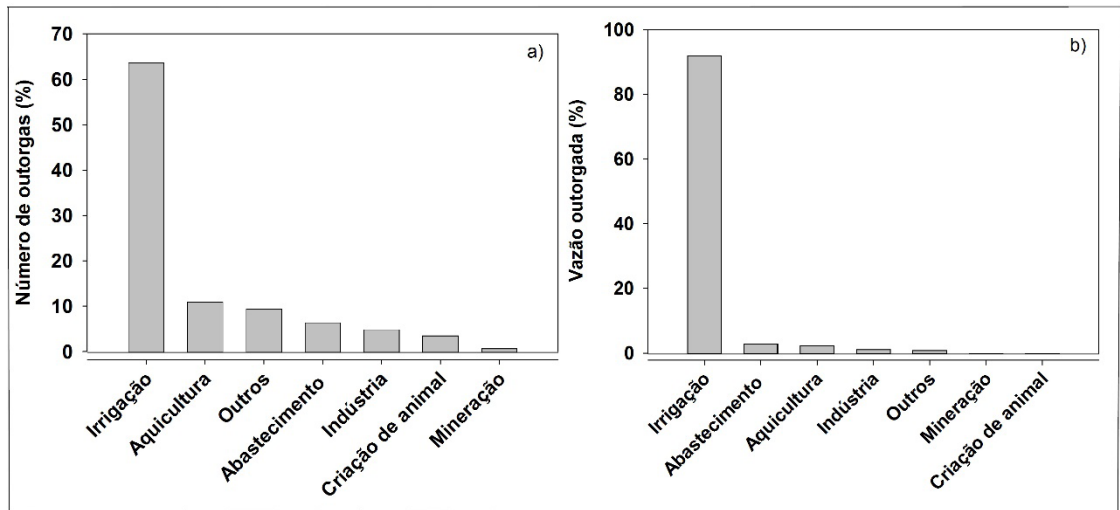 a)
Número de outorgas (%)
70
60
50
40
30
20
10
0
Irrigação
Aquicultura
Outros
Abastecimento
Indústria
Criação de animal
Mineração
b)
Vazão outorgada (%)
100
80
60
40
20
0
Irrigação
Abastecimento
Aquicultura
Indústria
Outros
Mineração
Criação de animal